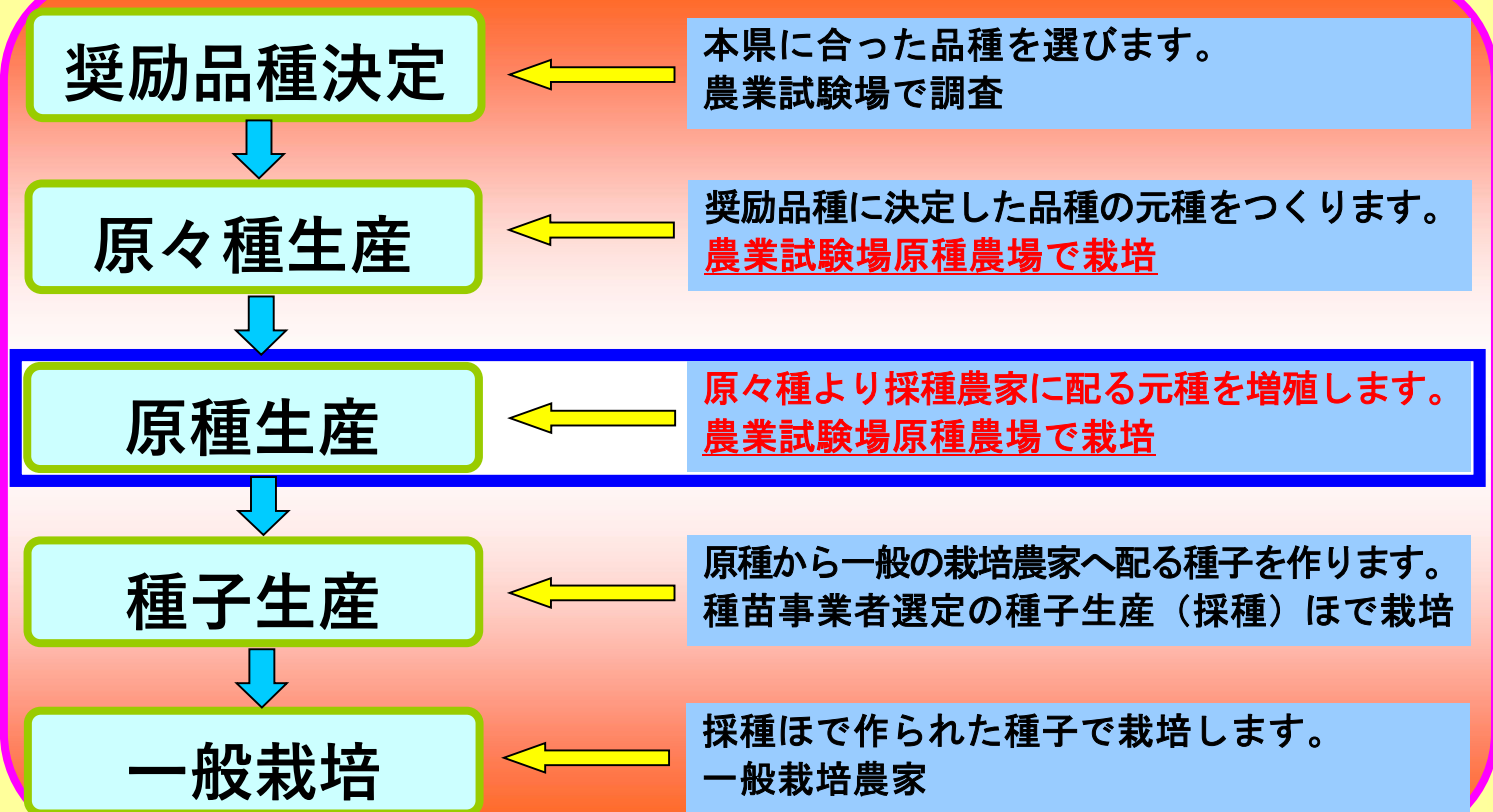 奨励品種決定
本県に合った品種を選びます。
農業試験場で調査
原々種生産
奨励品種に決定した品種の元種をつくります。
農業試験場原種農場で栽培
原種生産
原々種より採種農家に配る元種を増殖します。
農業試験場原種農場で栽培
種子生産
原種から一般の栽培農家へ配る種子を作ります。
種苗事業者選定の種子生産（採種）ほで栽培
一般栽培
採種ほで作られた種子で栽培します。
一般栽培農家